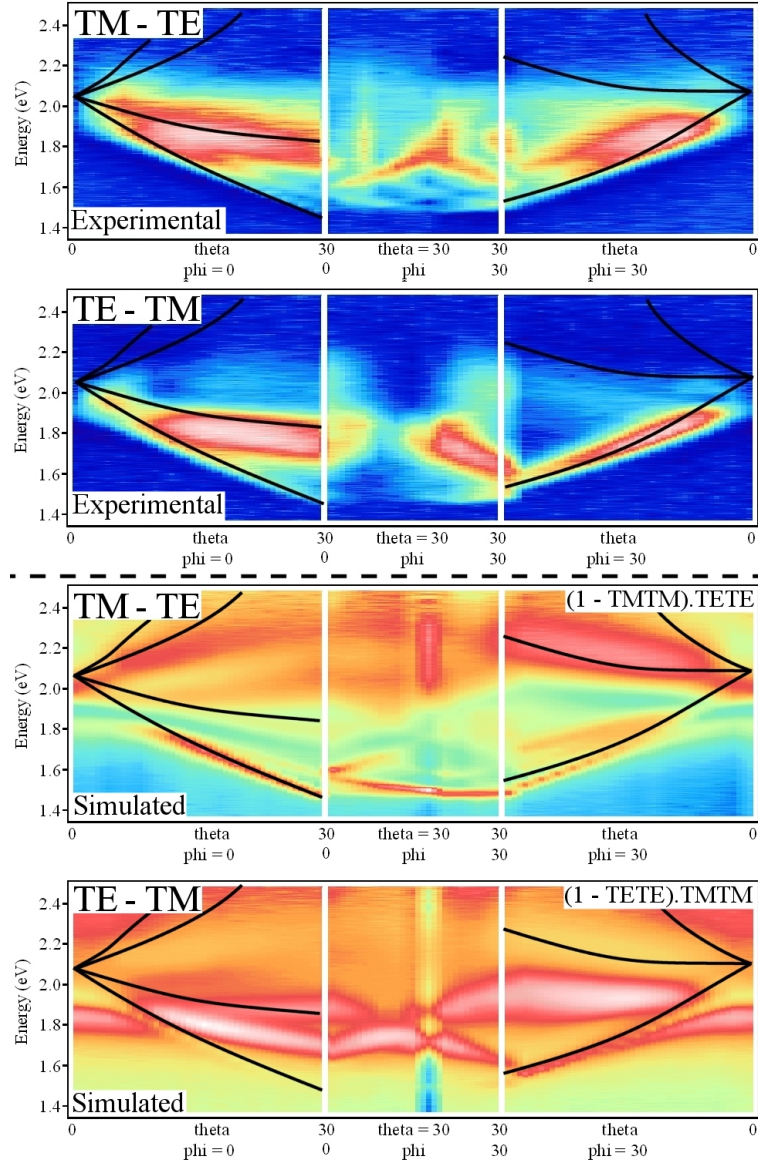 TM - TE
2.4
2.2
2.0
1.8
1.6
1.4
Energy (eV)
Experimental
0 theta 30 theta = 30 30 theta 0
phi = 0 0 phi 30 phi = 30
TE - TM
2.4
2.2
2.0
1.8
1.6
1.4
Energy (eV)
Experimental
0 theta 30 theta = 30 30 theta 0
phi = 0 0 phi 30 phi = 30
TM - TE (1 - TMTM).TETE
2.4
2.2
2.0
1.8
1.6
1.4
Energy (eV)
Simulated
0 theta 30 theta = 30 30 theta 0
phi = 0 0 phi 30 phi = 30
TE - TM (1 - TETE).TMTM
2.4
2.2
2.0
1.8
1.6
1.4
Energy (eV)
Simulated
0 theta 30 theta = 30 30 theta 0
phi = 0 0 phi 30 phi = 30